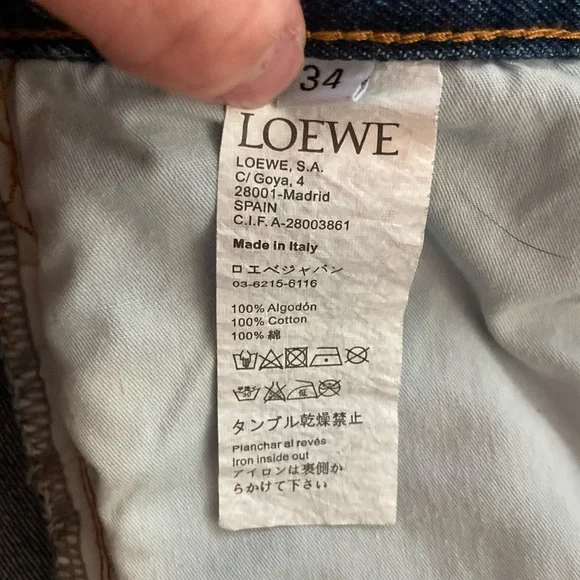 34
LOEWE
LOEWE, S.A.
C/ Goya, 4
28001-Madrid
SPAIN
C.I.F. A-28003861
Made in Italy
ロエベジャパン
03-6215-6116
100% Algodón
100% Cotton
100% 綿
タンブル乾燥禁止
Planchar al revés
Iron inside out
アイロンは裏側か
らかけて下さい